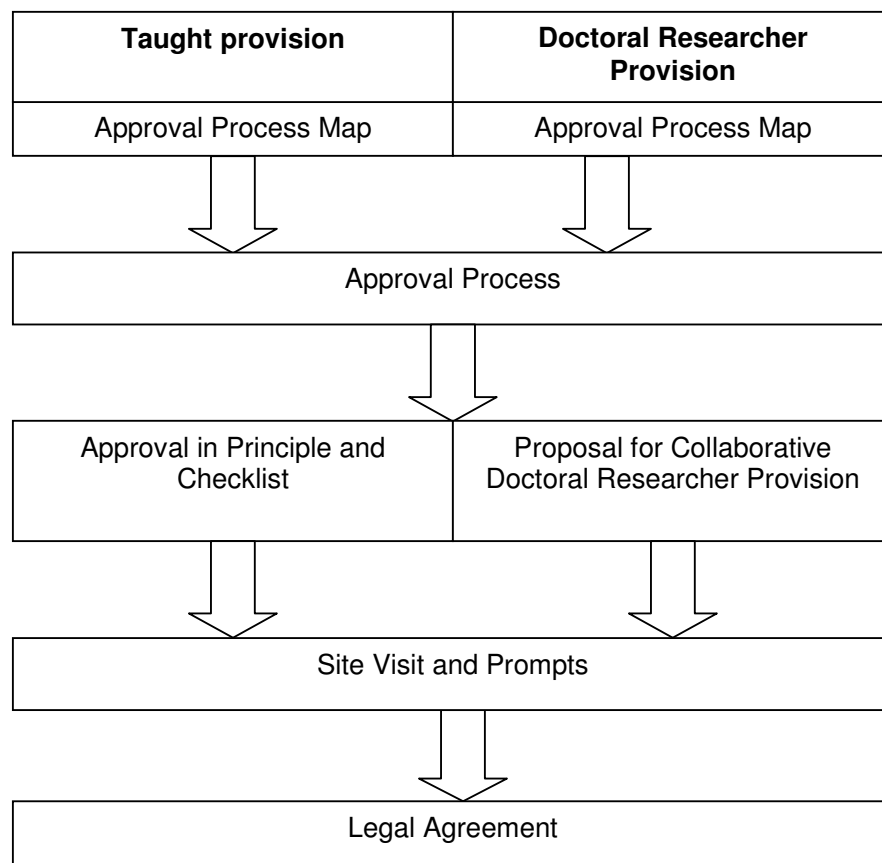 Taught provision
Doctoral Researcher
Provision
Approval Process Map
Approval Process Map
Approval Process
Approval in Principle and
Checklist
Proposal for Collaborative
Doctoral Researcher Provision
Site Visit and Prompts
Legal Agreement